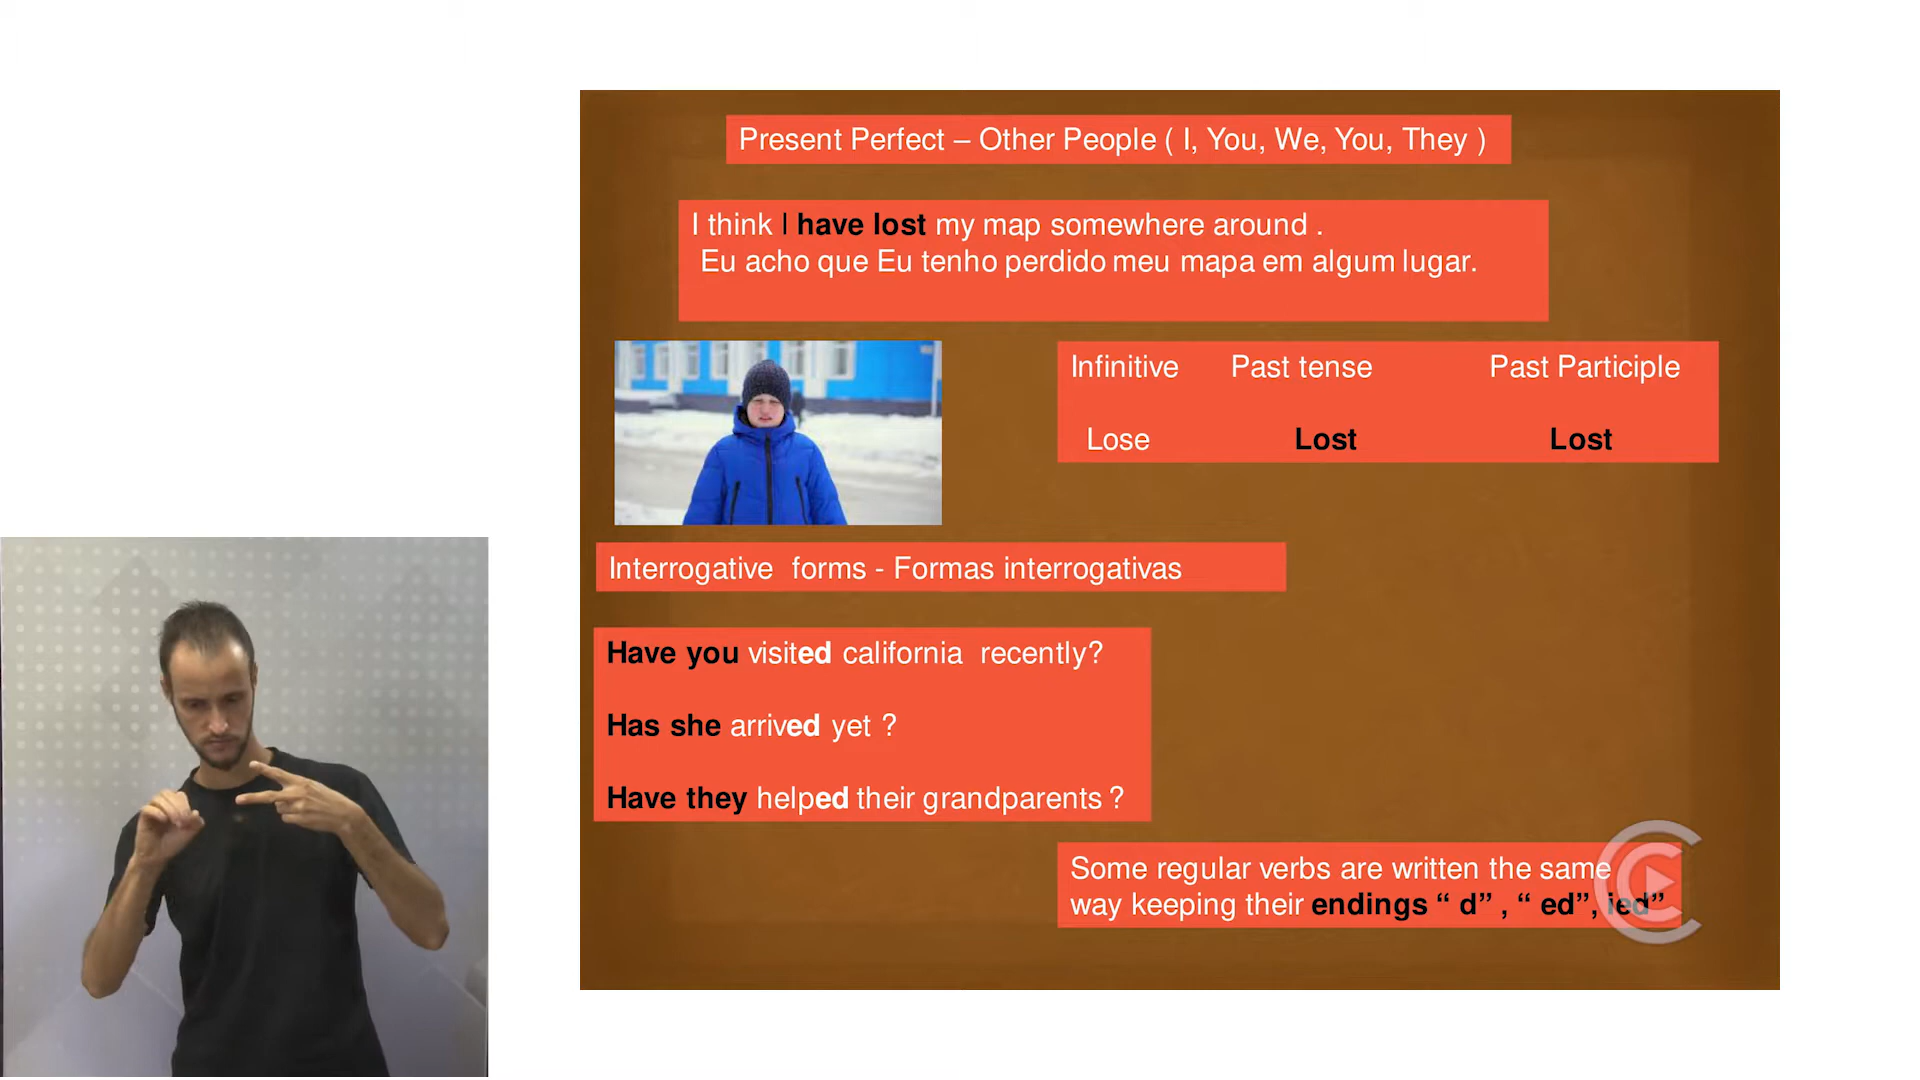 Present Perfect – Other People ( I, You, We, You, They )
I think I have lost my map somewhere around .
Eu acho que Eu tenho perdido meu mapa em algum lugar.
Infinitive Past tense Past Participle
Lose Lost Lost
Interrogative forms - Formas interrogativas
Have you visited california recently?
Has she arrived yet ?
Have they helped their grandparents ?
Some regular verbs are written the same
way keeping their endings “ d” , “ ed”, ied”